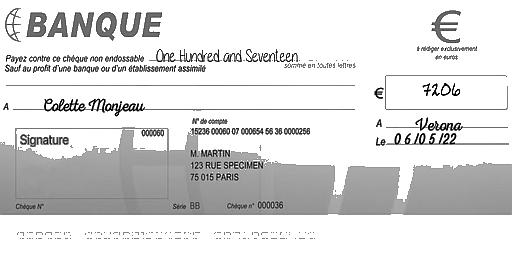 BANQUE
€
à rédiger exclusivement
en euros
Payez contre ce chèque non endossable One Hundred and Seventeen
Sauf au profit d'une banque ou d'un établissement assimilé
somme en toutes lettres
€ 7206
A Colette Monjeau
A Verona
Le 06/05/22
Signature
000060
N° de compte
15236 00060 07 000654 56 36 0000256
M. MARTIN
123 RUE SPECIMEN
75 015 PARIS
Chèque N° Série BB Chèque n° 000036